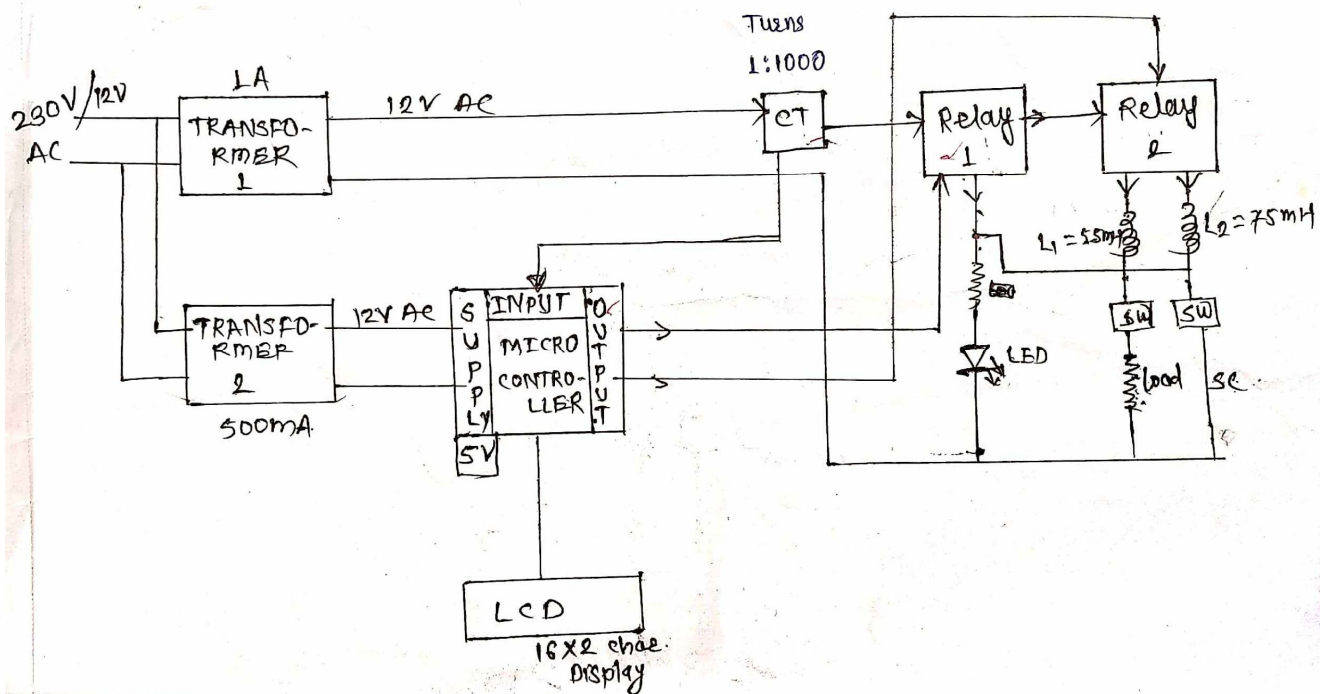 Turns
1:1000
1A
230V/12V
AC
TRANSFO-
RMER
1
12V AC
CT
Relay
1
Relay
2
L1 = 55mH
L2 = 75mH
TRANSFO-
RMER
2
500mA
12V AC
SUPPLY
5V
INPUT
MICRO
CONTRO-
LLER
OUTPUT
LED
SW
SW
Load
SC
LCD
16X2 char.
Display